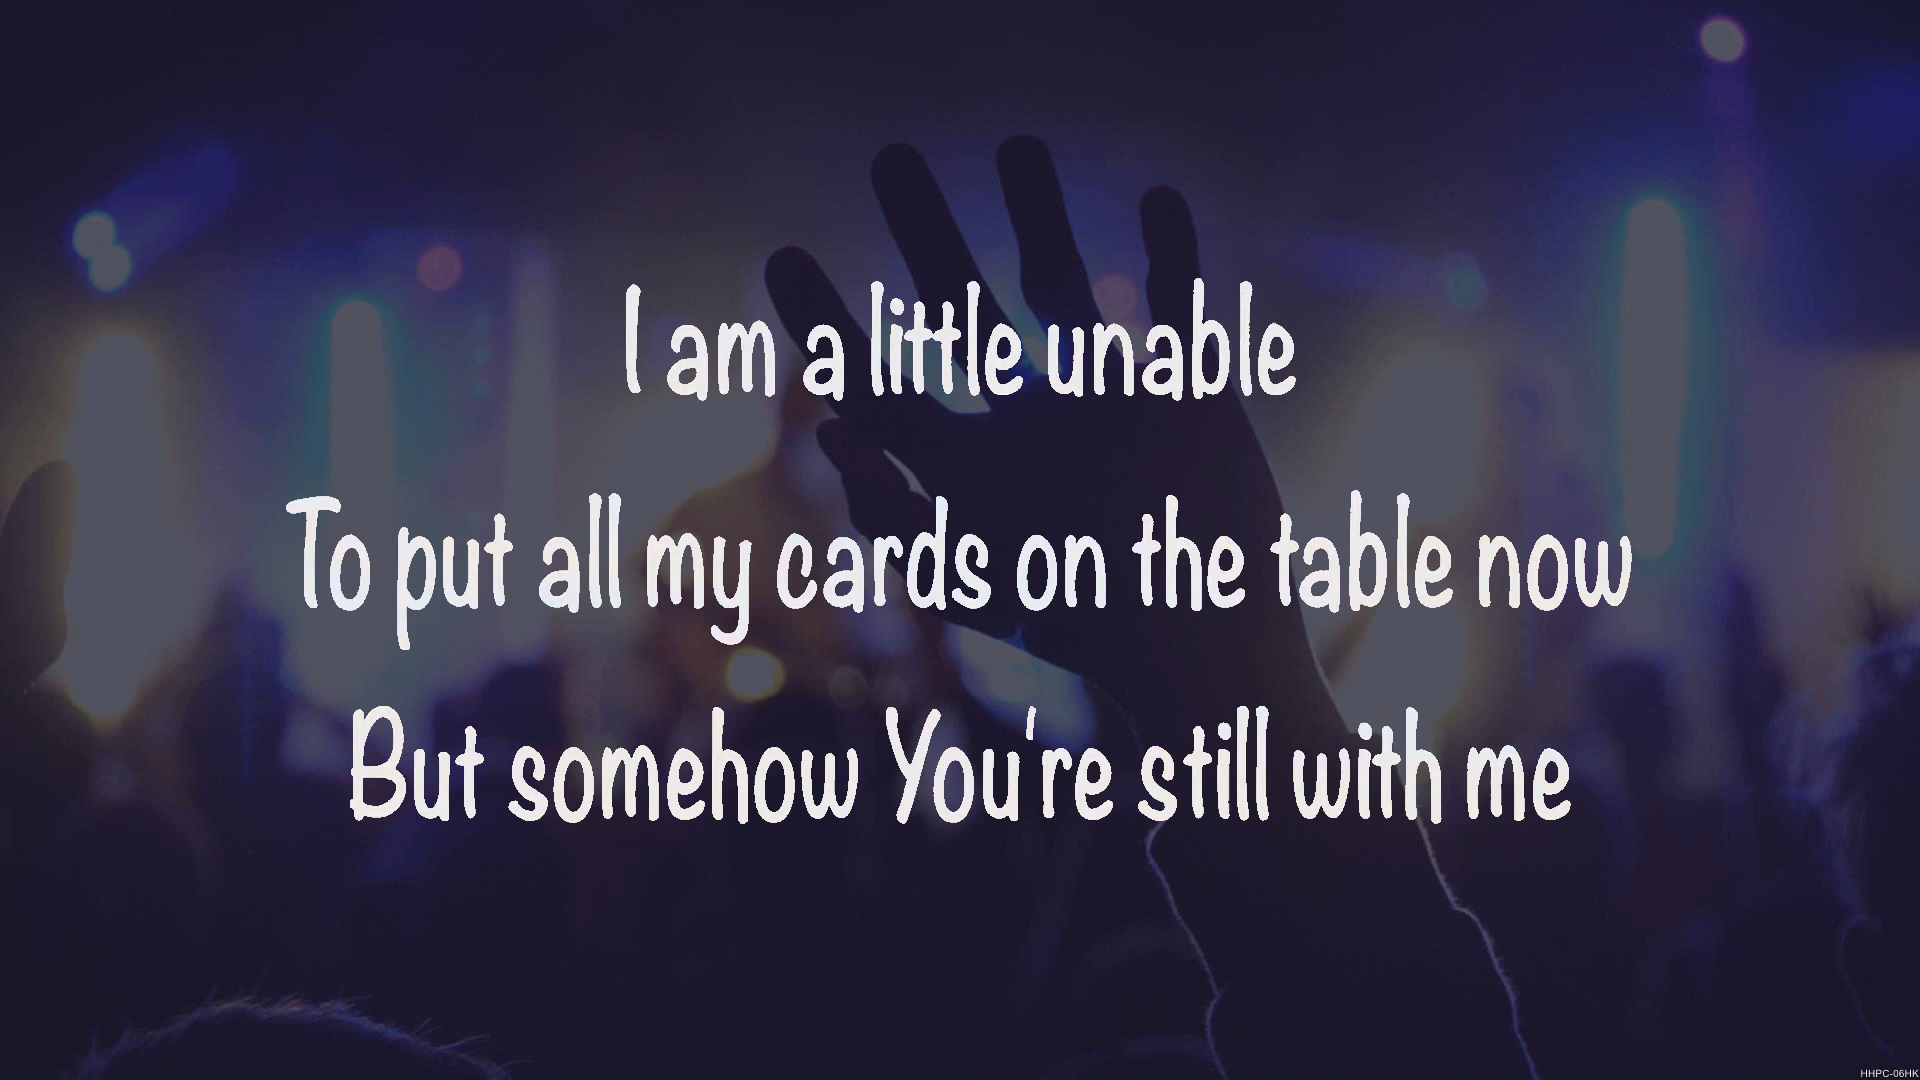 I am a little unable
To put all my cards on the table now
But somehow You're still with me
HHPC-06HK